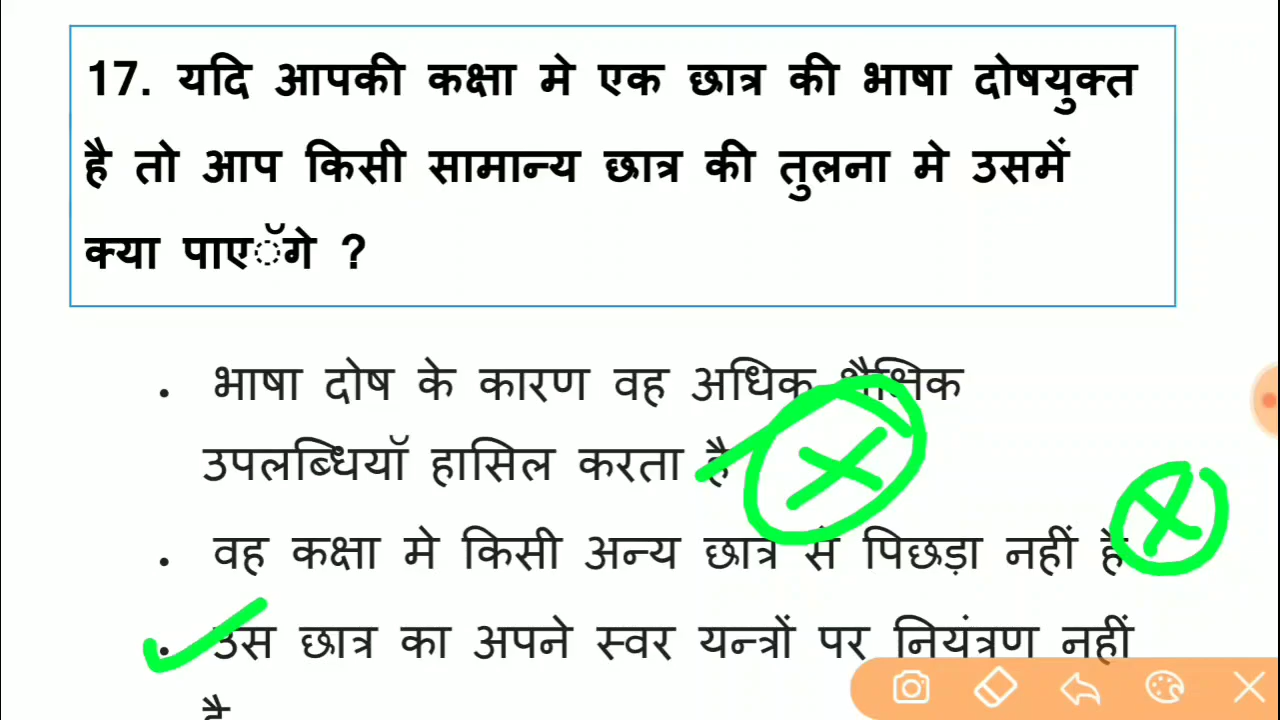 17. यदि आपकी कक्षा मे एक छात्र की भाषा दोषयुक्त
है तो आप किसी सामान्य छात्र की तुलना मे उसमें
क्या पाएॅगे ?
• भाषा दोष के कारण वह अधिक शैक्षिक
उपलब्धियॉ हासिल करता है
• वह कक्षा मे किसी अन्य छात्र से पिछड़ा नहीं है
• उस छात्र का अपने स्वर यन्त्रों पर नियंत्रण नहीं
है